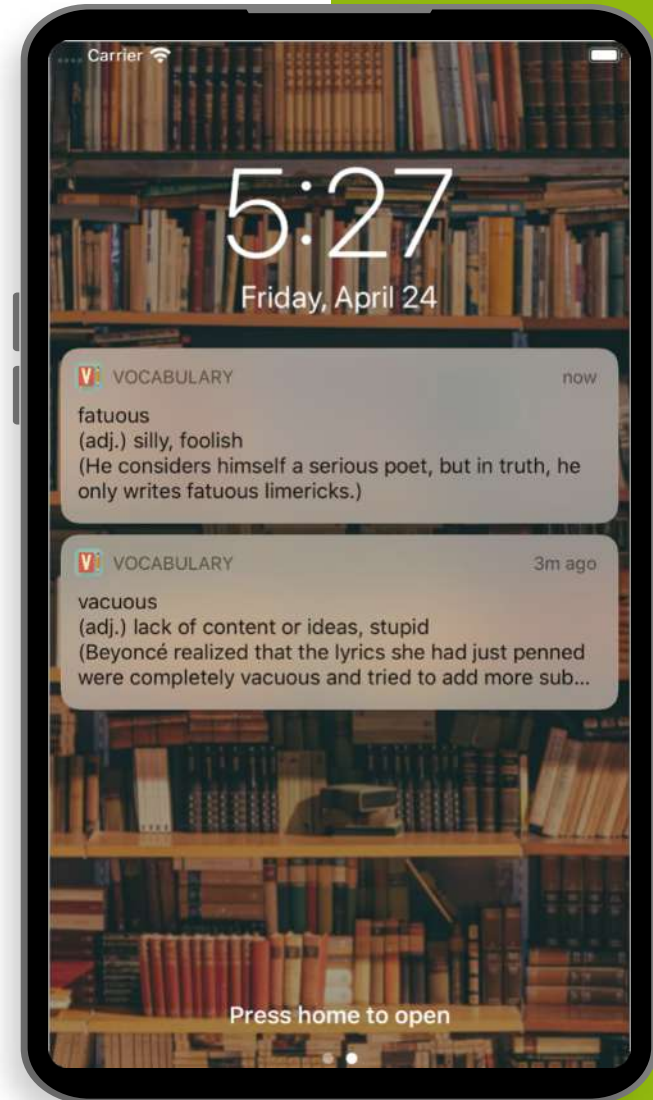 Carrier
5:27
Friday, April 24
VOCABULARY now
fatuous
(adj.) silly, foolish
(He considers himself a serious poet, but in truth, he
only writes fatuous limericks.)
VOCABULARY 3m ago
vacuous
(adj.) lack of content or ideas, stupid
(Beyoncé realized that the lyrics she had just penned
were completely vacuous and tried to add more sub...
Press home to open